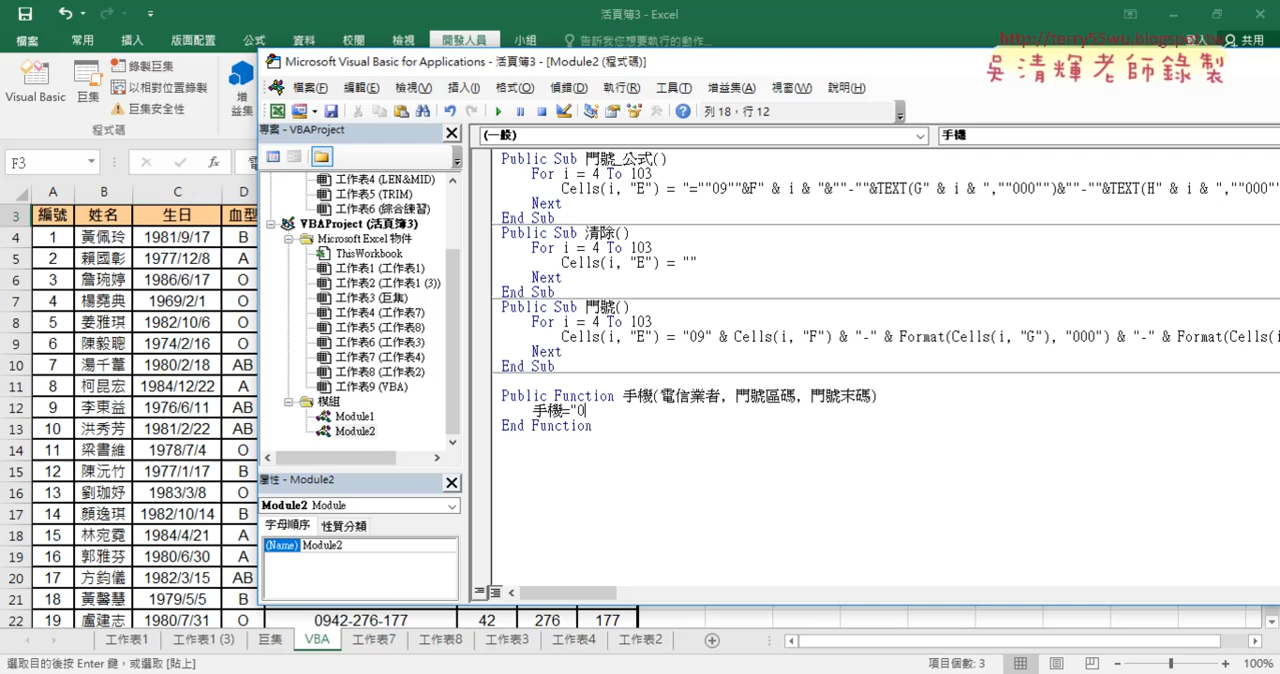 活頁簿3 - Excel
檔案 常用 插入 版面配置 公式 資料 校閱 檢視 開發人員 小組 告訴我您想要執行的動作... 共用
http://terry55wu.blogspot.tw
吳清輝老師錄製
Visual Basic 巨集 錄製巨集
以相對位置錄製
巨集安全性
程式碼
增
益集
F3
Microsoft Visual Basic for Applications - 活頁簿3 - [Module2 (程式碼)]
檔案(F) 編輯(E) 檢視(V) 插入(I) 格式(O) 偵錯(D) 執行(R) 工具(T) 增益集(A) 視窗(W) 說明(H)
列 18，行 12
專案 - VBAProject
工作表4 (LEN&MID)
工作表5 (TRIM)
工作表6 (綜合練習)
VBAProject (活頁簿3)
Microsoft Excel 物件
ThisWorkbook
工作表1 (工作表1)
工作表2 (工作表1 (3))
工作表3 (巨集)
工作表4 (工作表7)
工作表5 (工作表8)
工作表6 (工作表3)
工作表7 (工作表4)
工作表8 (工作表2)
工作表9 (VBA)
模組
Module1
Module2
屬性 - Module2
Module2 Module
字母順序 性質分類
(Name) Module2
(一般) 手機
Public Sub 門號_公式()
For i = 4 To 103
Cells(i, "E") = "=""09""&F" & i & "&""-""&TEXT(G" & i & ",""000"")&""-""&TEXT(H" & i & ",""000""
Next
End Sub
Public Sub 清除()
For i = 4 To 103
Cells(i, "E") = ""
Next
End Sub
Public Sub 門號()
For i = 4 To 103
Cells(i, "E") = "09" & Cells(i, "F") & "-" & Format(Cells(i, "G"), "000") & "-" & Format(Cells(i
Next
End Sub
Public Function 手機(電信業者, 門號區碼, 門號末碼)
手機="0
End Function
A B C D
3 編號 姓名 生日 血型
4 1 黃佩玲 1981/9/17 B
5 2 賴國彰 1977/12/8 A
6 3 詹琬婷 1986/6/17 O
7 4 楊堯典 1969/2/1 O
8 5 姜雅琪 1982/10/6 O
9 6 陳毅聰 1974/2/16 O
10 7 湯千薰 1980/2/18 AB
11 8 柯昆宏 1984/12/22 A
12 9 李東益 1976/6/11 AB
13 10 洪秀芳 1981/2/22 AB
14 11 梁書維 1978/7/4 O
15 12 陳沅竹 1977/1/17 B
16 13 劉珈妤 1983/3/8 O
17 14 顏逸琪 1982/10/14 B
18 15 林宛霓 1984/4/21 A
19 16 郭雅芬 1980/6/30 A
20 17 方鈞儀 1982/3/15 AB
21 18 黃馨慧 1979/5/5 B
22 19 盧建志 1980/7/31 O 0942-276-177 42 276 177
工作表1 工作表1 (3) 巨集 VBA 工作表7 工作表8 工作表3 工作表4 工作表2
選取目的後按 Enter 鍵，或選取 [貼上] 項目個數: 3 100%